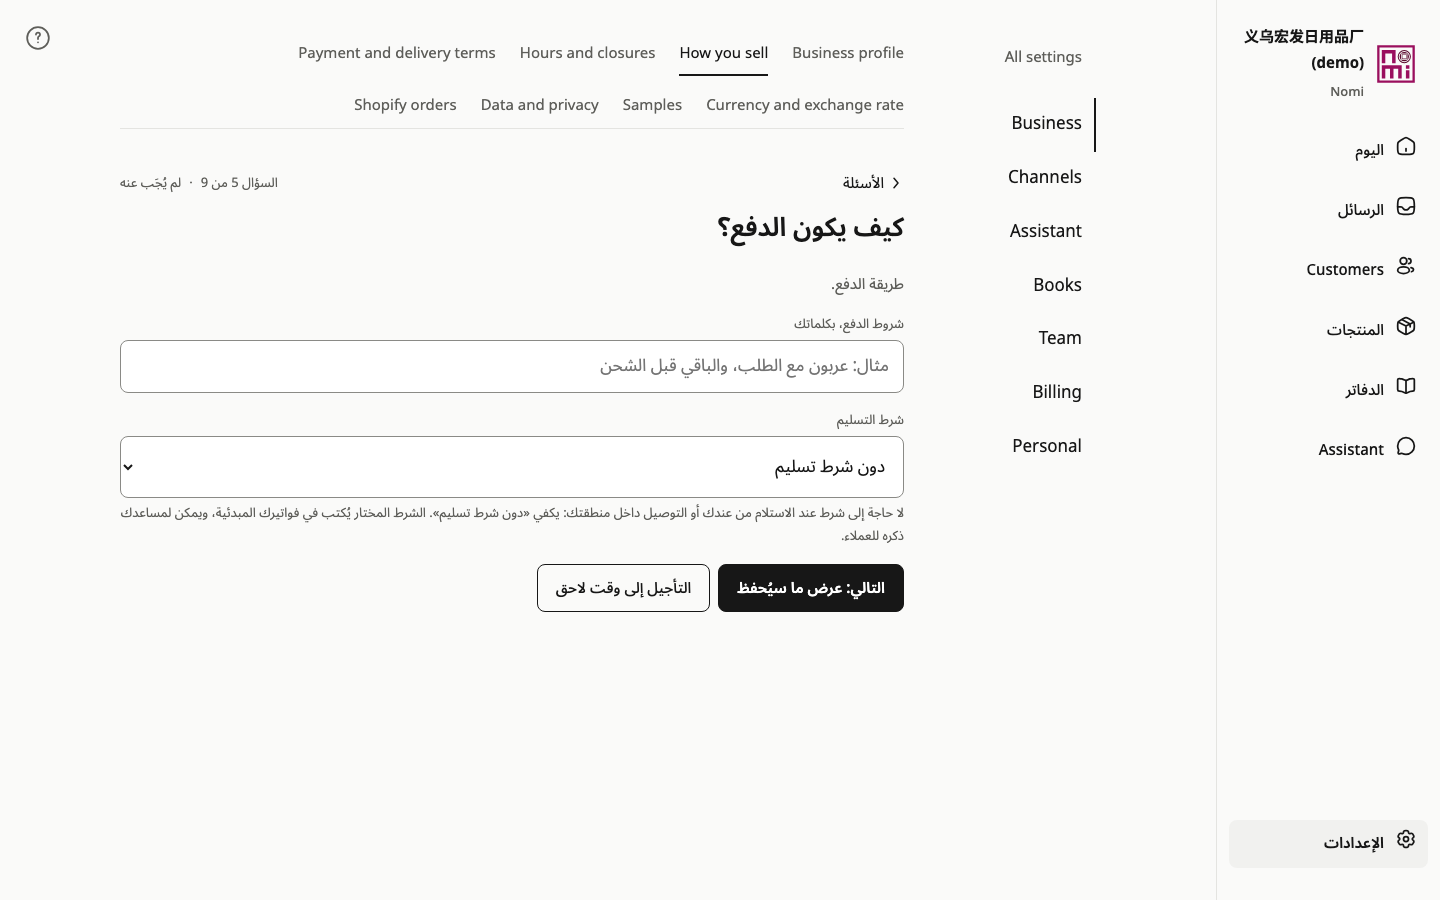 义乌宏发日用品厂
(demo)
Nomi
اليوم
الرسائل
Customers
المنتجات
الدفاتر
Assistant
الإعدادات
All settings
Business
Channels
Assistant
Books
Team
Billing
Personal
Business profile
How you sell
Hours and closures
Payment and delivery terms
Currency and exchange rate
Samples
Data and privacy
Shopify orders
الأسئلة
السؤال 5 من 9 · لم يُجَب عنه
كيف يكون الدفع؟
طريقة الدفع.
شروط الدفع، بكلماتك
مثال: عربون مع الطلب، والباقي قبل الشحن
شرط التسليم
دون شرط تسليم
لا حاجة إلى شرط عند الاستلام من عندك أو التوصيل داخل منطقتك: يكفي «دون شرط تسليم». الشرط المختار يُكتب في فواتيرك المبدئية، ويمكن لمساعدك
ذكره للعملاء.
التالي: عرض ما سيُحفظ
التأجيل إلى وقت لاحق